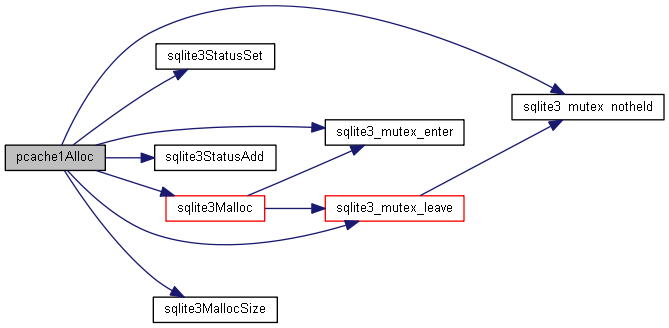 sqlite3StatusSet
sqlite3_mutex_notheld
sqlite3_mutex_enter
pcache1Alloc
sqlite3StatusAdd
sqlite3Malloc
sqlite3_mutex_leave
sqlite3MallocSize